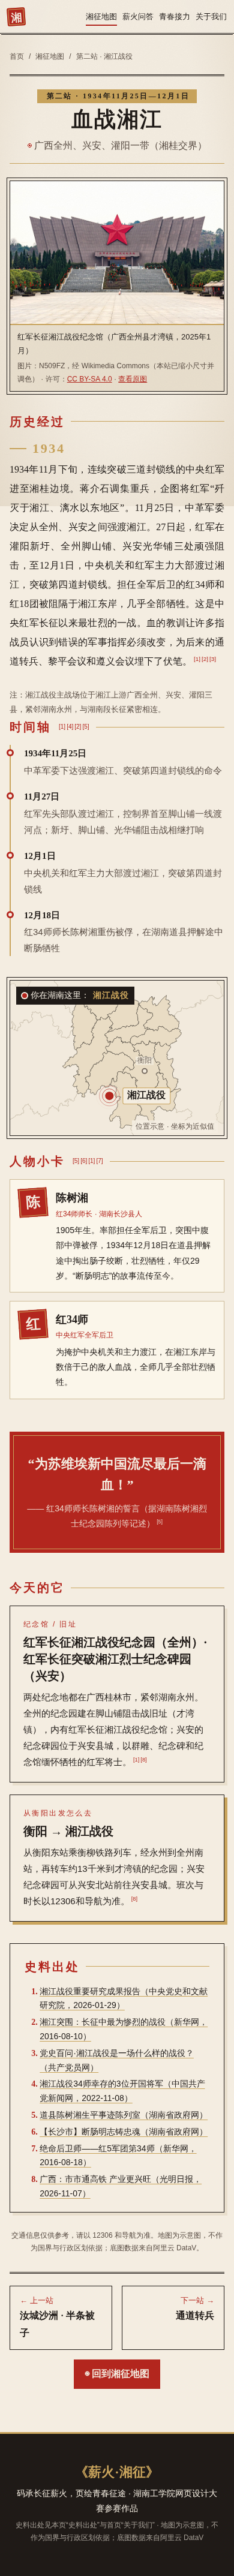 湘
湘征地图 薪火问答 青春接力 关于我们
首页 / 湘征地图 / 第二站 · 血战湘江
第二站 · 1934年11月25日—12月1日
血战湘江
广西全州、兴安、灌阳一带（湘桂交界）
红军长征湘江战役纪念馆（广西全州县才湾镇，2025年1
月）
图片：N509FZ，经 Wikimedia Commons（本站已缩小尺寸并
调色） · 许可：CC BY-SA 4.0 · 查看原图
历史经过
1934
1934年11月下旬，连续突破三道封锁线的中央红军
进至湘桂边境。蒋介石调集重兵，企图将红军“歼
灭于湘江、漓水以东地区”。11月25日，中革军委
决定从全州、兴安之间强渡湘江。27日起，红军在
灌阳新圩、全州脚山铺、兴安光华铺三处顽强阻
击，至12月1日，中央机关和红军主力大部渡过湘
江，突破第四道封锁线。担任全军后卫的红34师和
红18团被阻隔于湘江东岸，几乎全部牺牲。这是中
央红军长征以来最壮烈的一战。血的教训让许多指
战员认识到错误的军事指挥必须改变，为后来的通
道转兵、黎平会议和遵义会议埋下了伏笔。[1] [2] [3]
注：湘江战役主战场位于湘江上游广西全州、兴安、灌阳三
县，紧邻湖南永州，与湖南段长征紧密相连。
时间轴 [1] [4] [2] [5]
1934年11月25日
中革军委下达强渡湘江、突破第四道封锁线的命令
11月27日
红军先头部队渡过湘江，控制界首至脚山铺一线渡
河点；新圩、脚山铺、光华铺阻击战相继打响
12月1日
中央机关和红军主力大部渡过湘江，突破第四道封
锁线
12月18日
红34师师长陈树湘重伤被俘，在湖南道县押解途中
断肠牺牲
你在湖南这里： 湘江战役
衡阳
湘江战役
位置示意 · 坐标为近似值
人物小卡 [5] [6] [1] [7]
陈
陈树湘
红34师师长 · 湖南长沙县人
1905年生。率部担任全军后卫，突围中腹
部中弹被俘，1934年12月18日在道县押解
途中掏出肠子绞断，壮烈牺牲，年仅29
岁。“断肠明志”的故事流传至今。
红
红34师
中央红军全军后卫
为掩护中央机关和主力渡江，在湘江东岸与
数倍于己的敌人血战，全师几乎全部壮烈牺
牲。
“为苏维埃新中国流尽最后一滴
血！”
—— 红34师师长陈树湘的誓言（据湖南陈树湘烈
士纪念园陈列等记述）[5]
今天的它
纪念馆 / 旧址
红军长征湘江战役纪念园（全州）·
红军长征突破湘江烈士纪念碑园
（兴安）
两处纪念地都在广西桂林市，紧邻湖南永州。
全州的纪念园建在脚山铺阻击战旧址（才湾
镇），内有红军长征湘江战役纪念馆；兴安的
纪念碑园位于兴安县城，以群雕、纪念碑和纪
念馆缅怀牺牲的红军将士。[1] [8]
从衡阳出发怎么去
衡阳 → 湘江战役
从衡阳东站乘衡柳铁路列车，经永州到全州南
站，再转车约13千米到才湾镇的纪念园；兴安
纪念碑园可从兴安北站前往兴安县城。班次与
时长以12306和导航为准。[8]
史料出处
1. 湘江战役重要研究成果报告（中央党史和文献
研究院，2026-01-29）
2. 湘江突围：长征中最为惨烈的战役（新华网，
2016-08-10）
3. 党史百问·湘江战役是一场什么样的战役？
（共产党员网）
4. 湘江战役34师幸存的3位开国将军（中国共产
党新闻网，2022-11-08）
5. 道县陈树湘生平事迹陈列室（湖南省政府网）
6. 【长沙市】断肠明志铸忠魂（湖南省政府网）
7. 绝命后卫师——红5军团第34师（新华网，
2016-08-18）
8. 广西：市市通高铁 产业更兴旺（光明日报，
2026-11-07）
交通信息仅供参考，请以 12306 和导航为准。地图为示意图，不作
为国界与行政区划依据；底图数据来自阿里云 DataV。
← 上一站
汝城沙洲 · 半条被
子
下一站 →
通道转兵
回到湘征地图
《薪火·湘征》
码承长征薪火，页绘青春征途 · 湖南工学院网页设计大
赛参赛作品
史料出处见本页“史料出处”与首页“关于我们” · 地图为示意图，不
作为国界与行政区划依据；底图数据来自阿里云 DataV